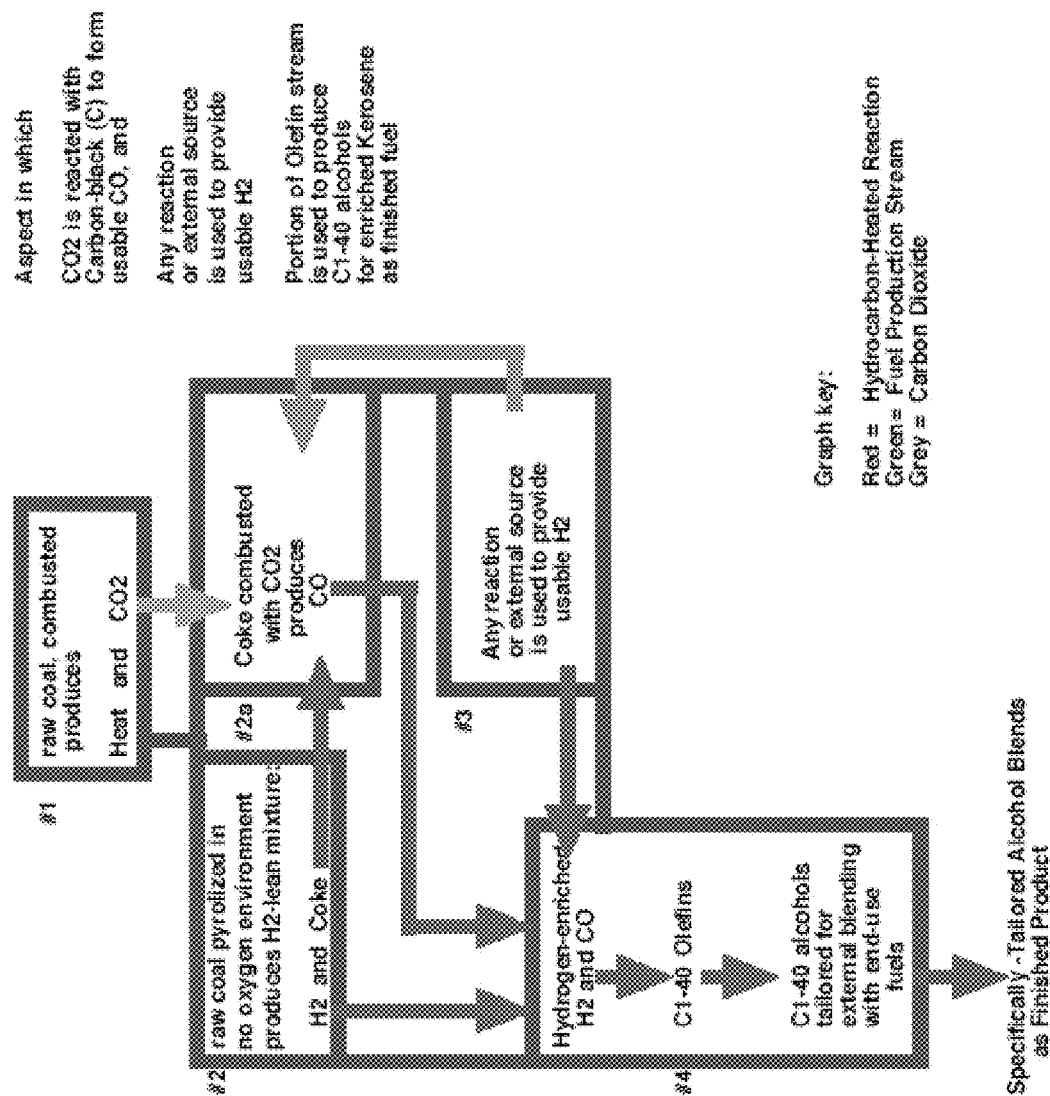 Aspect in which
CO2 is reacted with
Carbon-black (C) to form
usable CO, and
Any reaction
or external source
is used to provide
usable H2
Portion of Olefin stream
is used to produce
C1-40 alcohols
for enriched Kerosene
as finished fuel
#1
raw coal, combusted
produces
Heat and CO2
#2
raw coal pyrolized in
no oxygen environment
produces H2-lean mixture:
H2 and Coke
#2a
Coke combusted
with CO2
produces
CO
#3
Any reaction
or external source
is used to provide
usable H2
#4
Hydrogen-enriched
H2 and CO
C1-40 Olefins
C1-40 alcohols
tailored for
external blending
with end-use
fuels
Specifically-Tailored Alcohol Blends
as Finished Product
Graph key:
Red = Hydrocarbon-Heated Reaction
Green= Fuel Production Stream
Grey = Carbon Dioxide